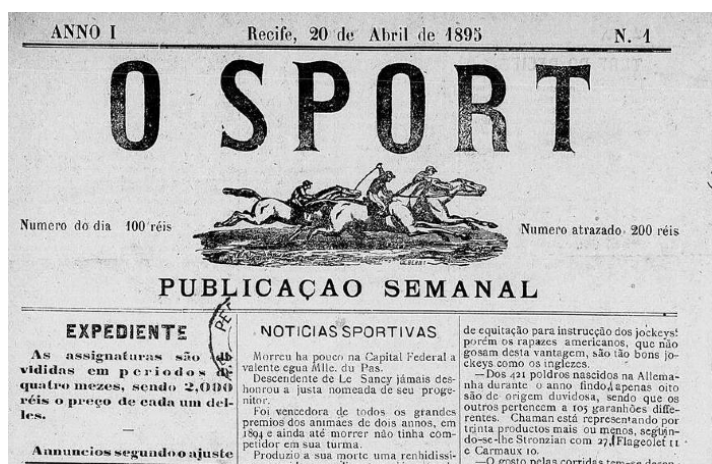 ANNO I
Recife, 20 de Abril de 1895
N. 1
O SPORT
Numero do dia 100 réis
Numero atrazado 200 réis
PUBLICAÇAO SEMANAL
EXPEDIENTE
As assignaturas são
vididas em periodos de
quatro mezes, sendo 2,000
réis o preço de cada um del-
les.
Annuncios segundo o ajuste
NOTICIAS SPORTIVAS
Morreu ha pouco na Capital Federal a
valente egua Mlle. du Pas.
Descendente de Le Sancy jámais des-
honrou a justa nomeada de seu proge-
nitor.
Foi vencedora de todos os grandes
premios dos animaes de dois annos, em
1894 e ainda até morrer não tinha com-
petidor em sua turma.
Produzio a sua morte uma renhidissi-
de equitação para instrucção dos jockeys:
porém os rapazes americanos, que não
gosam desta vantagem, são tão bons jo-
ckeys como os inglezes.
—Dos 421 poldros nascidos na Allema-
nha durante o anno findo, apenas oito
são de origem duvidosa, sendo que os
outros pertencem a 105 garanhões diffe-
rentes. Chaman está representando por
trinta productos mais ou menos, seguin-
do-se-lhe Stronzian com 27, Flageolet 11
e Carmaux 10.
—O gosto pelas corridas tem-se desen-